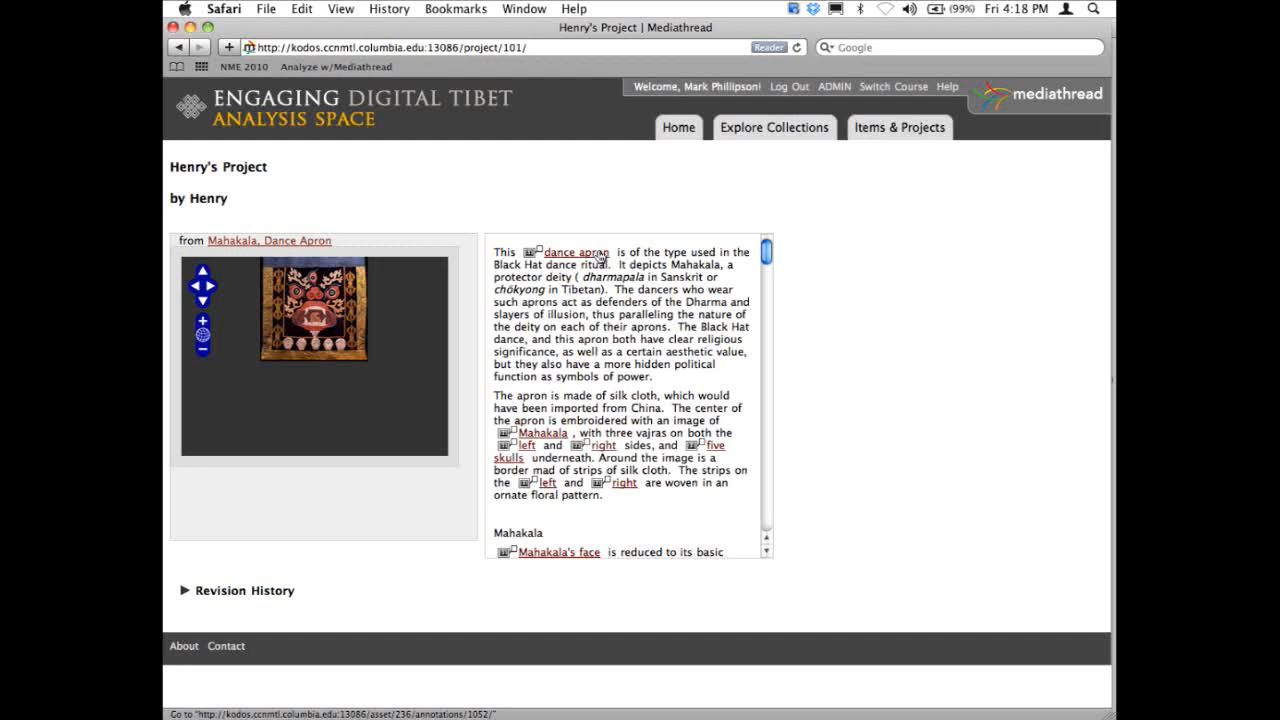 Safari File Edit View History Bookmarks Window Help (99%) Fri 4:18 PM
Henry's Project | Mediathread
http://kodos.ccnmtl.columbia.edu:13086/project/101/ Reader Google
NME 2010 Analyze w/Mediathread
Welcome, Mark Phillipson! Log Out ADMIN Switch Course Help
mediathread
ENGAGING DIGITAL TIBET
ANALYSIS SPACE
Home Explore Collections Items & Projects
Henry's Project
by Henry
from Mahakala, Dance Apron
This dance apron is of the type used in the
Black Hat dance ritual. It depicts Mahakala, a
protector deity ( dharmapala in Sanskrit or
chökyong in Tibetan). The dancers who wear
such aprons act as defenders of the Dharma and
slayers of illusion, thus paralleling the nature of
the deity on each of their aprons. The Black Hat
dance, and this apron both have clear religious
significance, as well as a certain aesthetic value,
but they also have a more hidden political
function as symbols of power.
The apron is made of silk cloth, which would
have been imported from China. The center of
the apron is embroidered with an image of
Mahakala , with three vajras on both the
left and right sides, and five
skulls underneath. Around the image is a
border mad of strips of silk cloth. The strips on
the left and right are woven in an
ornate floral pattern.
Mahakala
Mahakala's face is reduced to its basic
Revision History
About Contact
Go to "http://kodos.ccnmtl.columbia.edu:13086/asset/236/annotations/1052/"